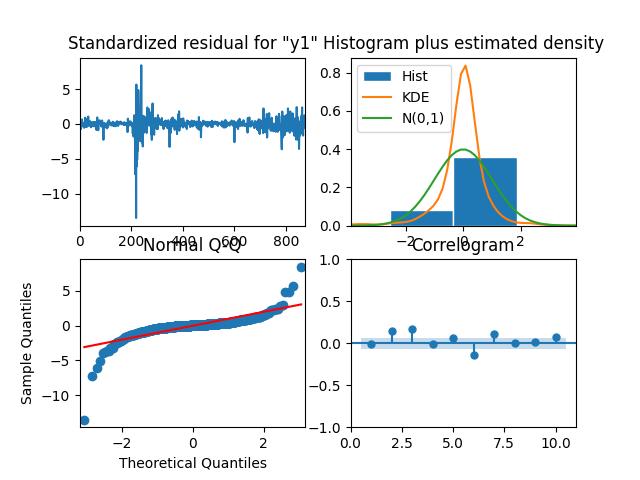 Standardized residual for "y1"
Histogram plus estimated density
5
0
−5
−10
0 200 400 600 800
0.8
0.6
0.4
0.2
0.0
Hist
KDE
N(0,1)
−2 0 2
Normal Q-Q
Correlogram
Sample Quantiles
5
0
−5
−10
−2 0 2
Theoretical Quantiles
1.0
0.5
0.0
−0.5
−1.0
0.0 2.5 5.0 7.5 10.0